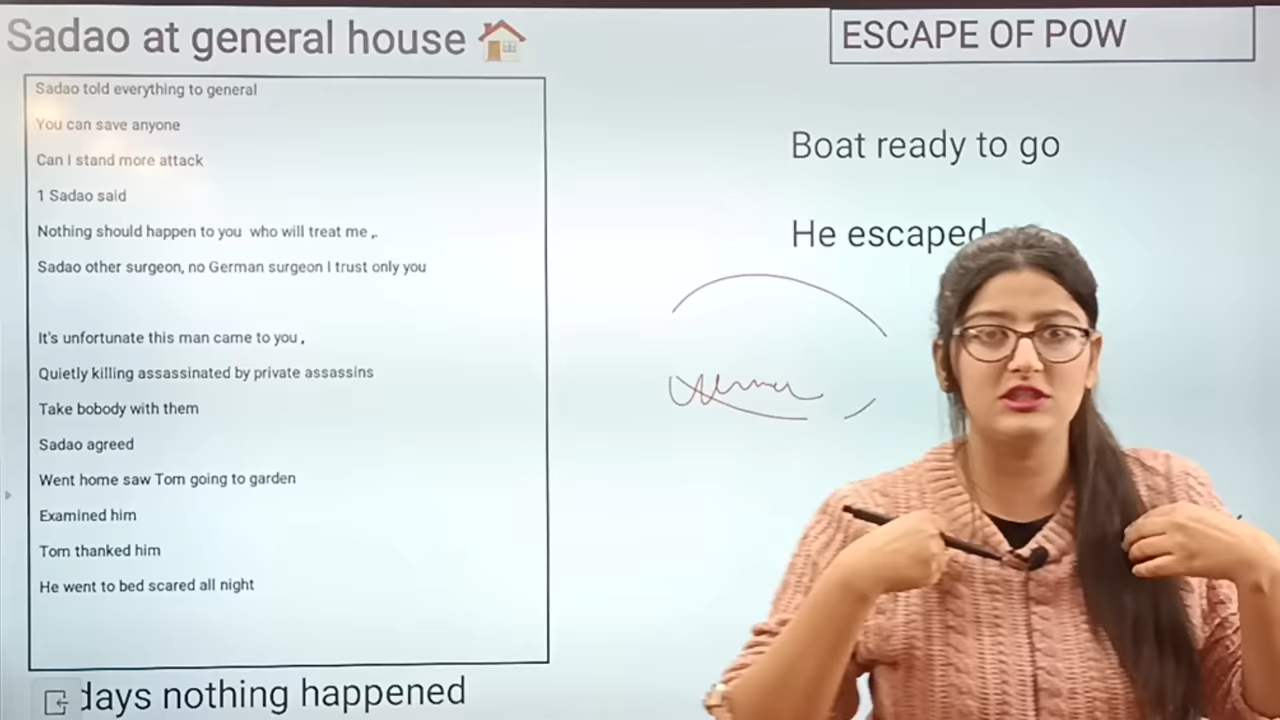 Sadao at general house
ESCAPE OF POW
Sadao told everything to general
You can save anyone
Can I stand more attack
1 Sadao said
Nothing should happen to you who will treat me ,.
Sadao other surgeon, no German surgeon I trust only you
It's unfortunate this man came to you ,
Quietly killing assassinated by private assassins
Take bobody with them
Sadao agreed
Went home saw Tom going to garden
Examined him
Tom thanked him
He went to bed scared all night
days nothing happened
Boat ready to go
He escaped